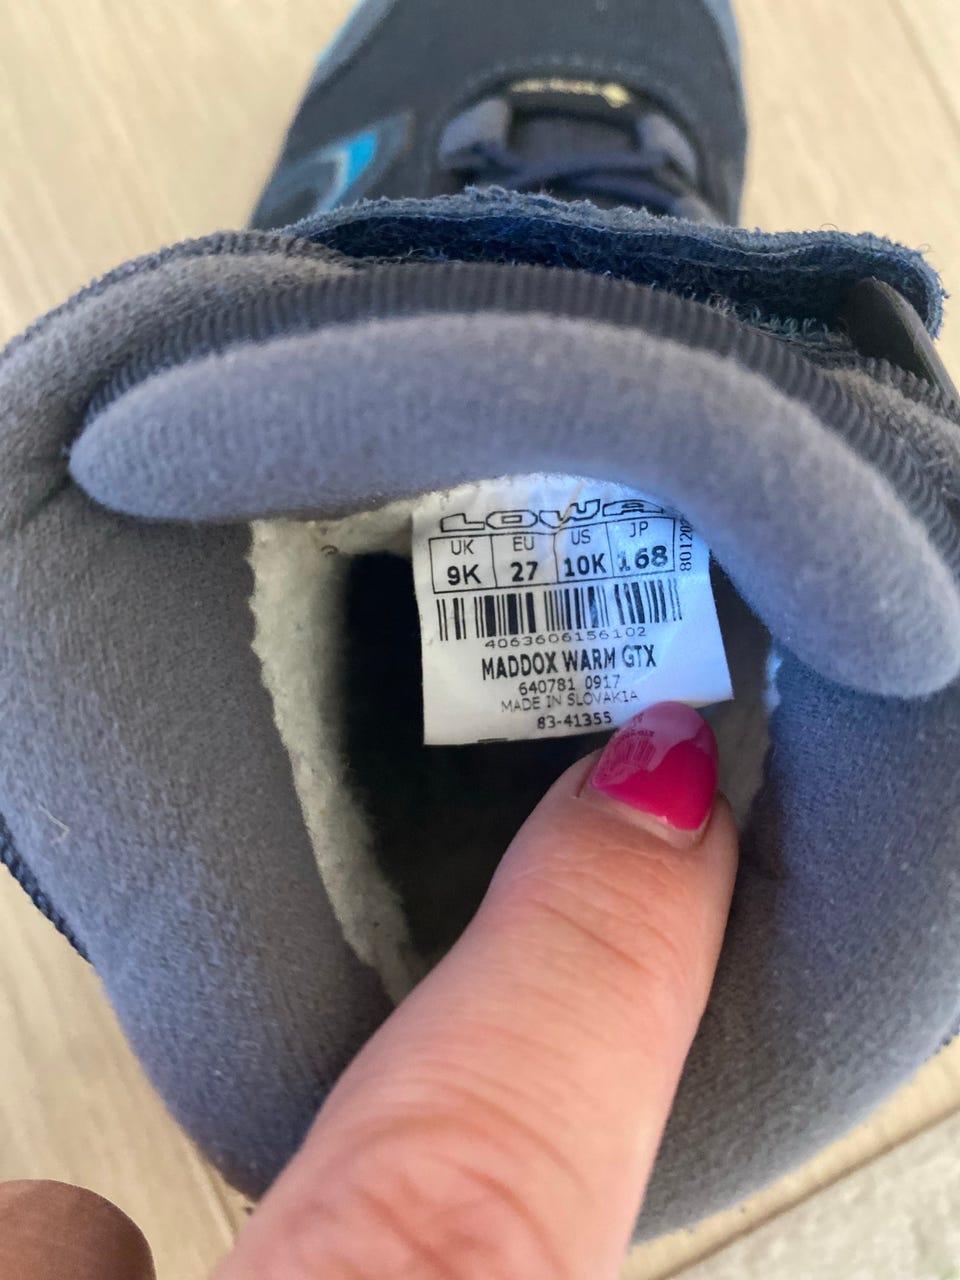 LOWA
UK EU US JP
9K 27 10K 168
4063606156102
MADDOX WARM GTX
640781 0917
MADE IN SLOVAKIA
83-41355